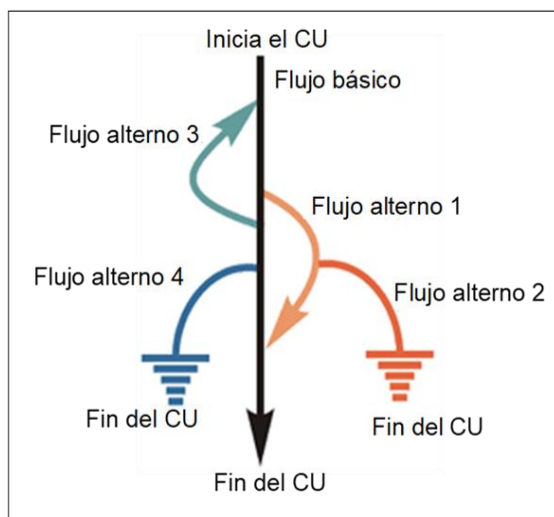 Inicia el CU
Flujo básico
Flujo alterno 3
Flujo alterno 1
Flujo alterno 4
Flujo alterno 2
Fin del CU
Fin del CU
Fin del CU